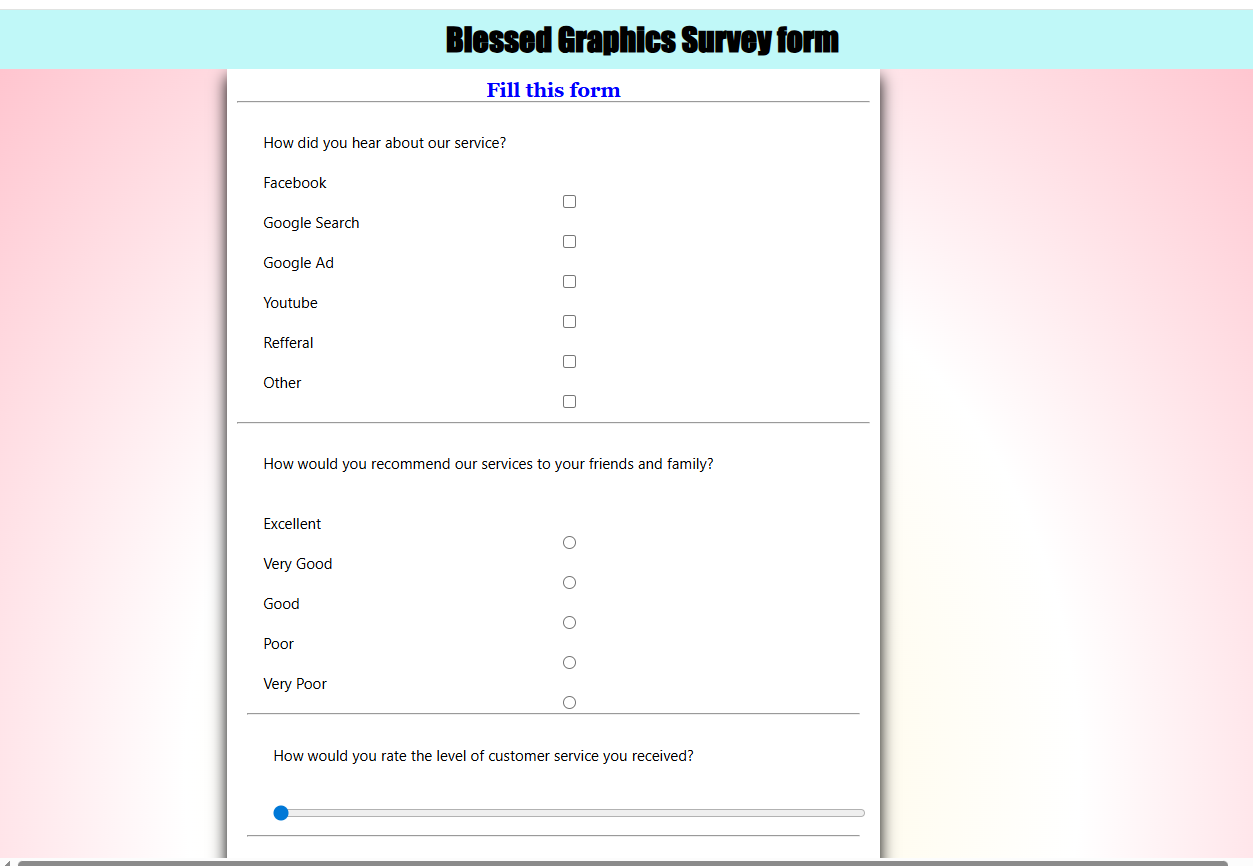 Blessed Graphics Survey form
Fill this form
How did you hear about our service?
Facebook
Google Search
Google Ad
Youtube
Refferal
Other
How would you recommend our services to your friends and family?
Excellent
Very Good
Good
Poor
Very Poor
How would you rate the level of customer service you received?